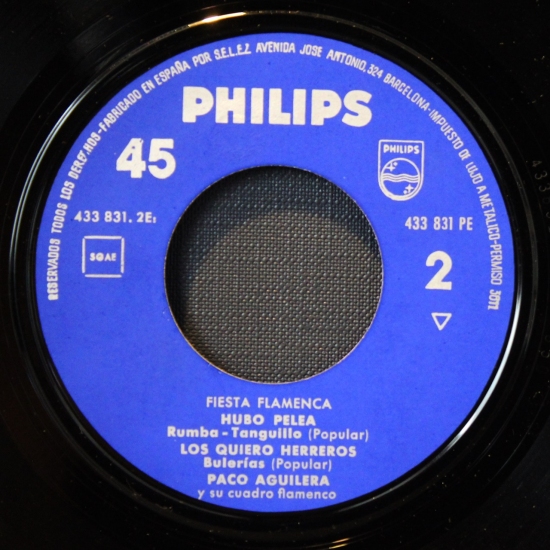 RESERVADOS TODOS LOS DERECHOS-FABRICADO EN ESPAÑA POR S.E.L.E.Z. AVENIDA JOSE ANTONIO, 324 BARCELONA-IMPUESTO DE LUJO A METALICO-PERMISO
PHILIPS
45
PHILIPS
433 831. 2E:
433 831 PE
SGAE
2
FIESTA FLAMENCA
HUBO PELEA
Rumba-Tanguillo (Popular)
LOS QUIERO HERREROS
Bulerías (Popular)
PACO AGUILERA
y su cuadro flamenco